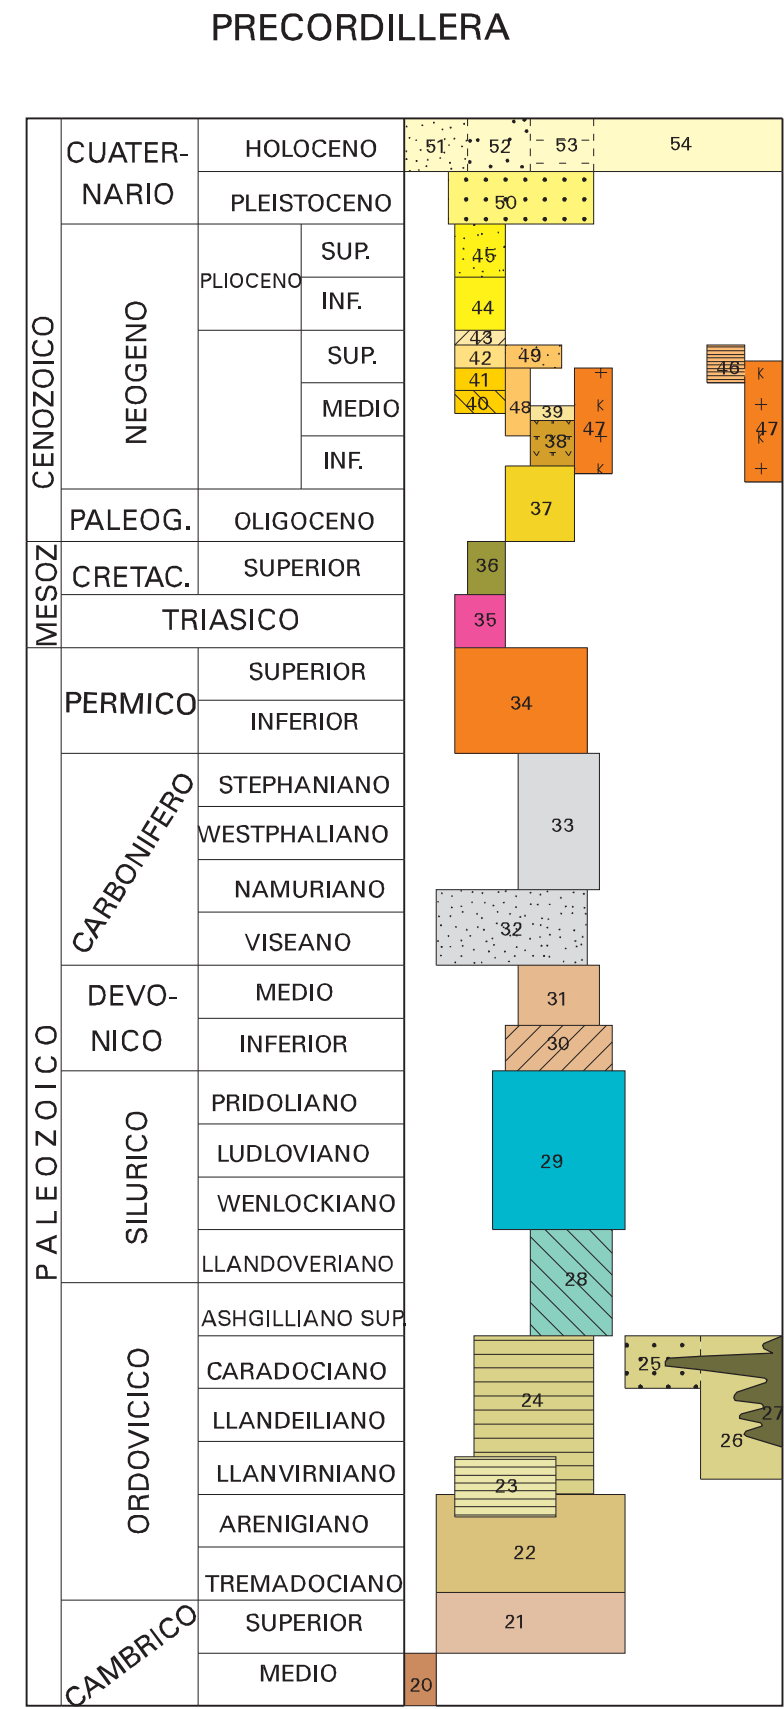 PRECORDILLERA
CENOZOICO
CUATER-
NARIO
HOLOCENO
51
52
53
54
PLEISTOCENO
50
NEOGENO
PLIOCENO
SUP.
45
INF.
44
43
SUP.
42
49
46
41
MEDIO
40
48
39
47
47
38
INF.
PALEOG.
OLIGOCENO
37
MESOZ
CRETAC.
SUPERIOR
36
TRIASICO
35
PALEOZOICO
PERMICO
SUPERIOR
34
INFERIOR
CARBONIFERO
STEPHANIANO
WESTPHALIANO
33
NAMURIANO
VISEANO
32
DEVO-
NICO
MEDIO
31
INFERIOR
30
SILURICO
PRIDOLIANO
LUDLOVIANO
29
WENLOCKIANO
LLANDOVERIANO
28
ORDOVICICO
ASHGILLIANO SUP.
CARADOCIANO
25
24
LLANDEILIANO
27
26
LLANVIRNIANO
23
ARENIGIANO
22
TREMADOCIANO
CAMBRICO
SUPERIOR
21
MEDIO
20